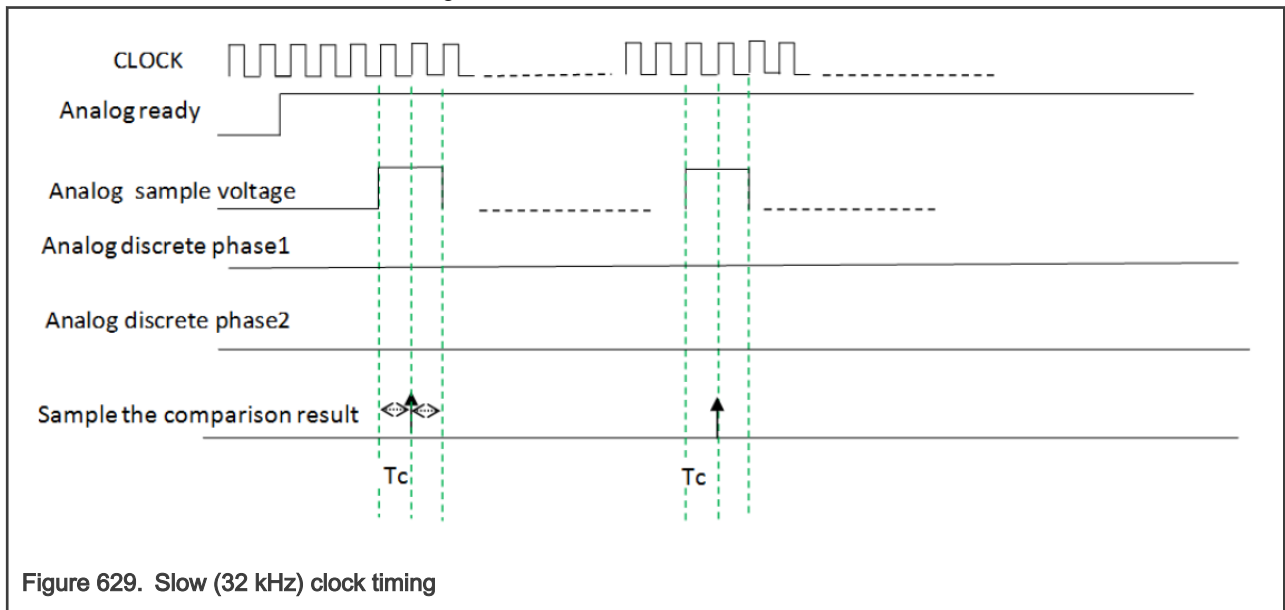 CLOCK
Analog ready
Analog sample voltage
Analog discrete phase1
Analog discrete phase2
Sample the comparison result
Tc Tc
Figure 629. Slow (32 kHz) clock timing